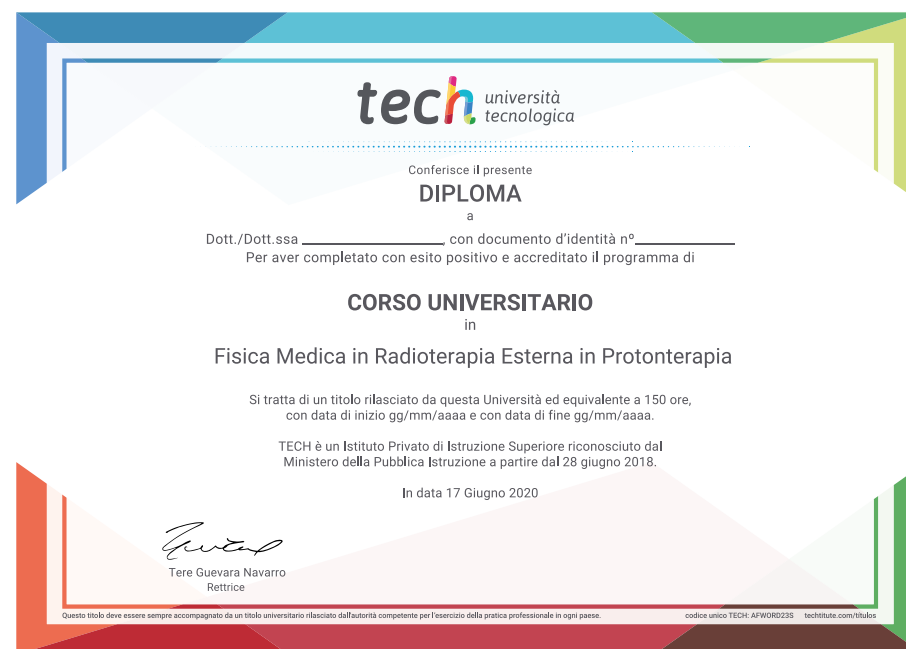 tech università
tecnologica
Conferisce il presente
DIPLOMA
a
Dott./Dott.ssa ____________________, con documento d'identità nº______________
Per aver completato con esito positivo e accreditato il programma di
CORSO UNIVERSITARIO
in
Fisica Medica in Radioterapia Esterna in Protonterapia
Si tratta di un titolo rilasciato da questa Università ed equivalente a 150 ore,
con data di inizio gg/mm/aaaa e con data di fine gg/mm/aaaa.
TECH è un Istituto Privato di Istruzione Superiore riconosciuto dal
Ministero della Pubblica Istruzione a partire dal 28 giugno 2018.
In data 17 Giugno 2020
Tere Guevara Navarro
Rettrice
Questo titolo deve essere sempre accompagnato da un titolo universitario rilasciato dall'autorità competente per l'esercizio della pratica professionale in ogni paese. codice unico TECH: AFWORD23S techtitute.com/titulos